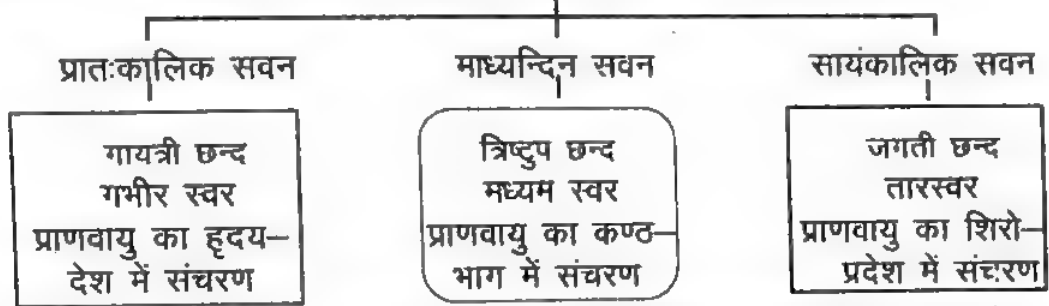 प्रातःकालिक सवन
माध्यन्दिन सवन
सायंकालिक सवन
गायत्री छन्द
गभीर स्वर
प्राणवायु का हृदय–
देश में संचरण
त्रिष्टुप छन्द
मध्यम स्वर
प्राणवायु का कण्ठ–
भाग में संचरण
जगती छन्द
तारस्वर
प्राणवायु का शिरो–
प्रदेश में संचःरण